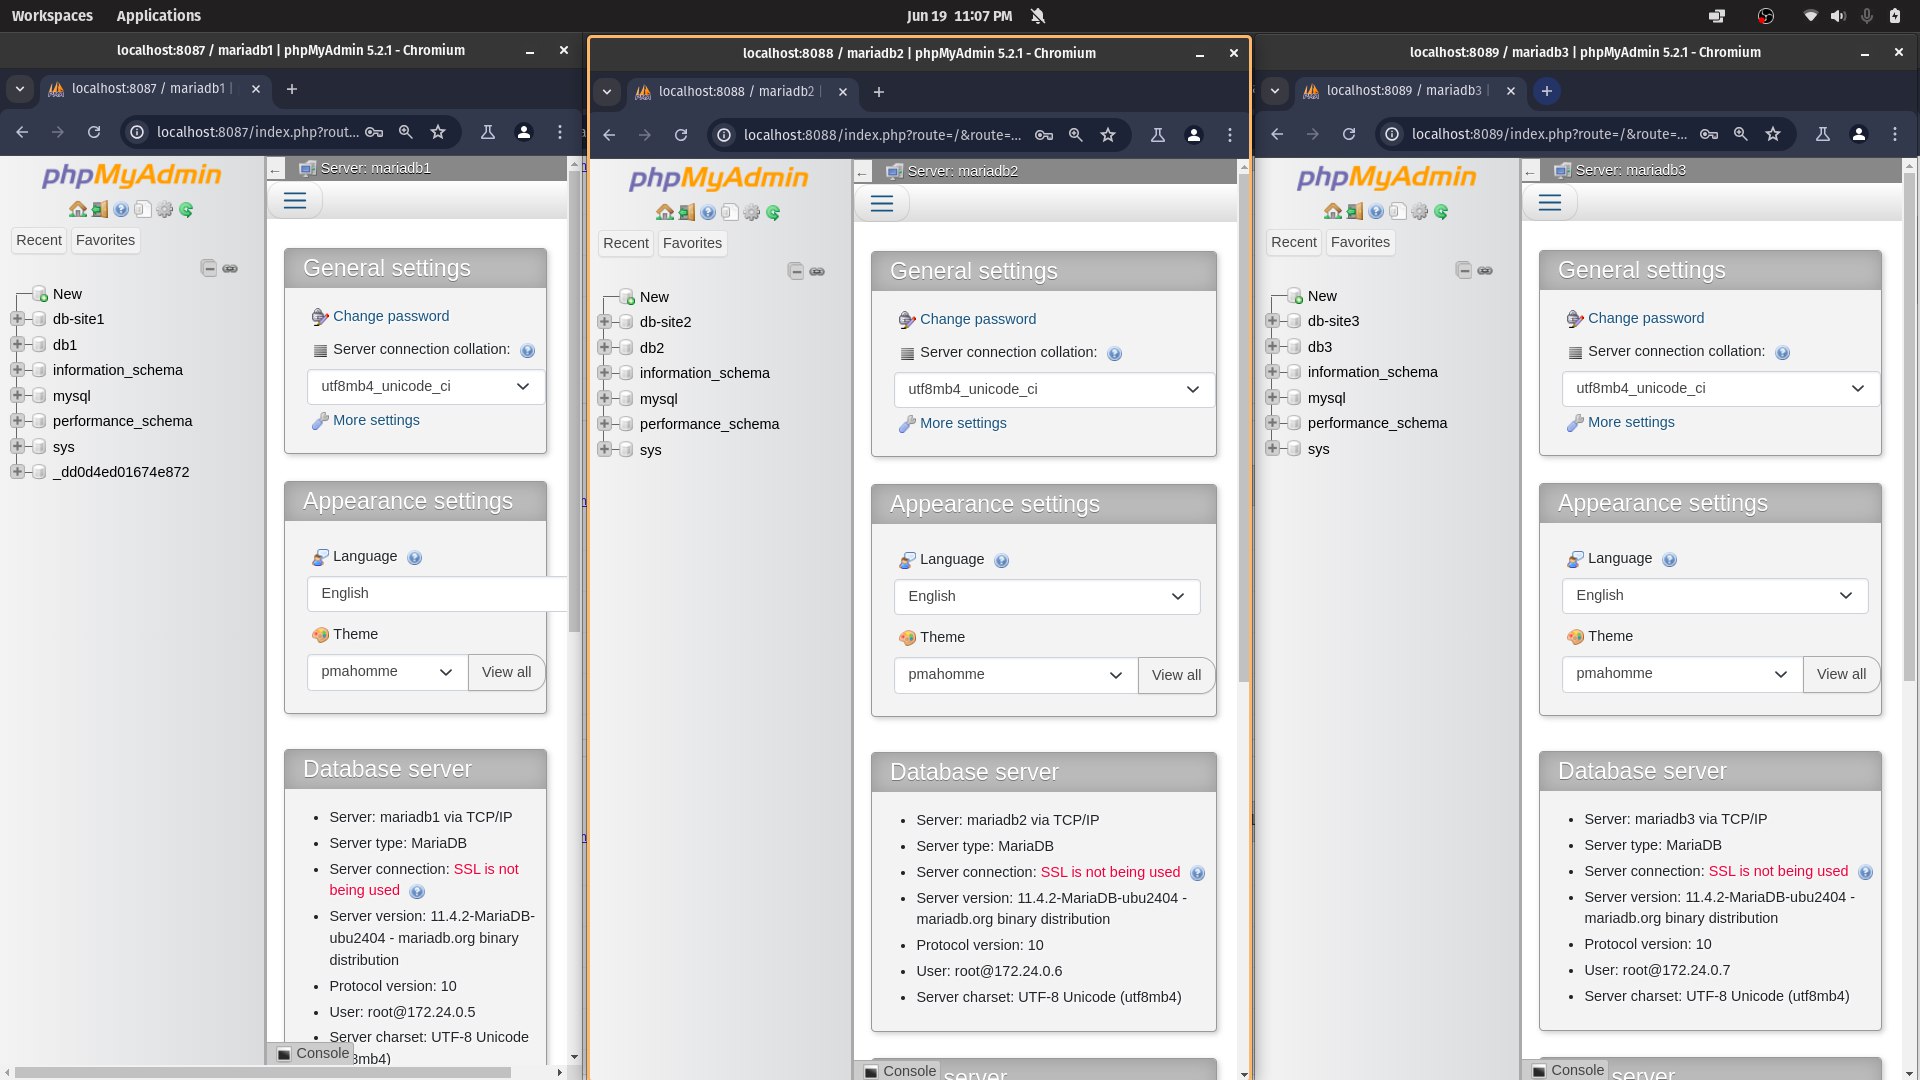 Workspaces Applications Jun 19 11:07 PM
localhost:8087 / mariadb1 | phpMyAdmin 5.2.1 - Chromium
localhost:8087 / mariadb1 |
localhost:8087/index.php?rout...
phpMyAdmin
Recent Favorites
New
db-site1
db1
information_schema
mysql
performance_schema
sys
_dd0d4ed01674e872
Server: mariadb1
General settings
Change password
Server connection collation:
utf8mb4_unicode_ci
More settings
Appearance settings
Language
English
Theme
pmahomme View all
Database server
Server: mariadb1 via TCP/IP
Server type: MariaDB
Server connection: SSL is not
being used
Server version: 11.4.2-MariaDB-
ubu2404 - mariadb.org binary
distribution
Protocol version: 10
User: root@172.24.0.5
Server charset: UTF-8 Unicode
8mb4)
Console
localhost:8088 / mariadb2 | phpMyAdmin 5.2.1 - Chromium
localhost:8088 / mariadb2 |
localhost:8088/index.php?route=/&route=...
phpMyAdmin
Recent Favorites
New
db-site2
db2
information_schema
mysql
performance_schema
sys
Server: mariadb2
General settings
Change password
Server connection collation:
utf8mb4_unicode_ci
More settings
Appearance settings
Language
English
Theme
pmahomme View all
Database server
Server: mariadb2 via TCP/IP
Server type: MariaDB
Server connection: SSL is not being used
Server version: 11.4.2-MariaDB-ubu2404 -
mariadb.org binary distribution
Protocol version: 10
User: root@172.24.0.6
Server charset: UTF-8 Unicode (utf8mb4)
Console server
localhost:8089 / mariadb3 | phpMyAdmin 5.2.1 - Chromium
localhost:8089 / mariadb3 |
localhost:8089/index.php?route=/&route=...
phpMyAdmin
Recent Favorites
New
db-site3
db3
information_schema
mysql
performance_schema
sys
Server: mariadb3
General settings
Change password
Server connection collation:
utf8mb4_unicode_ci
More settings
Appearance settings
Language
English
Theme
pmahomme View all
Database server
Server: mariadb3 via TCP/IP
Server type: MariaDB
Server connection: SSL is not being used
Server version: 11.4.2-MariaDB-ubu2404 -
mariadb.org binary distribution
Protocol version: 10
User: root@172.24.0.7
Server charset: UTF-8 Unicode (utf8mb4)
Console server